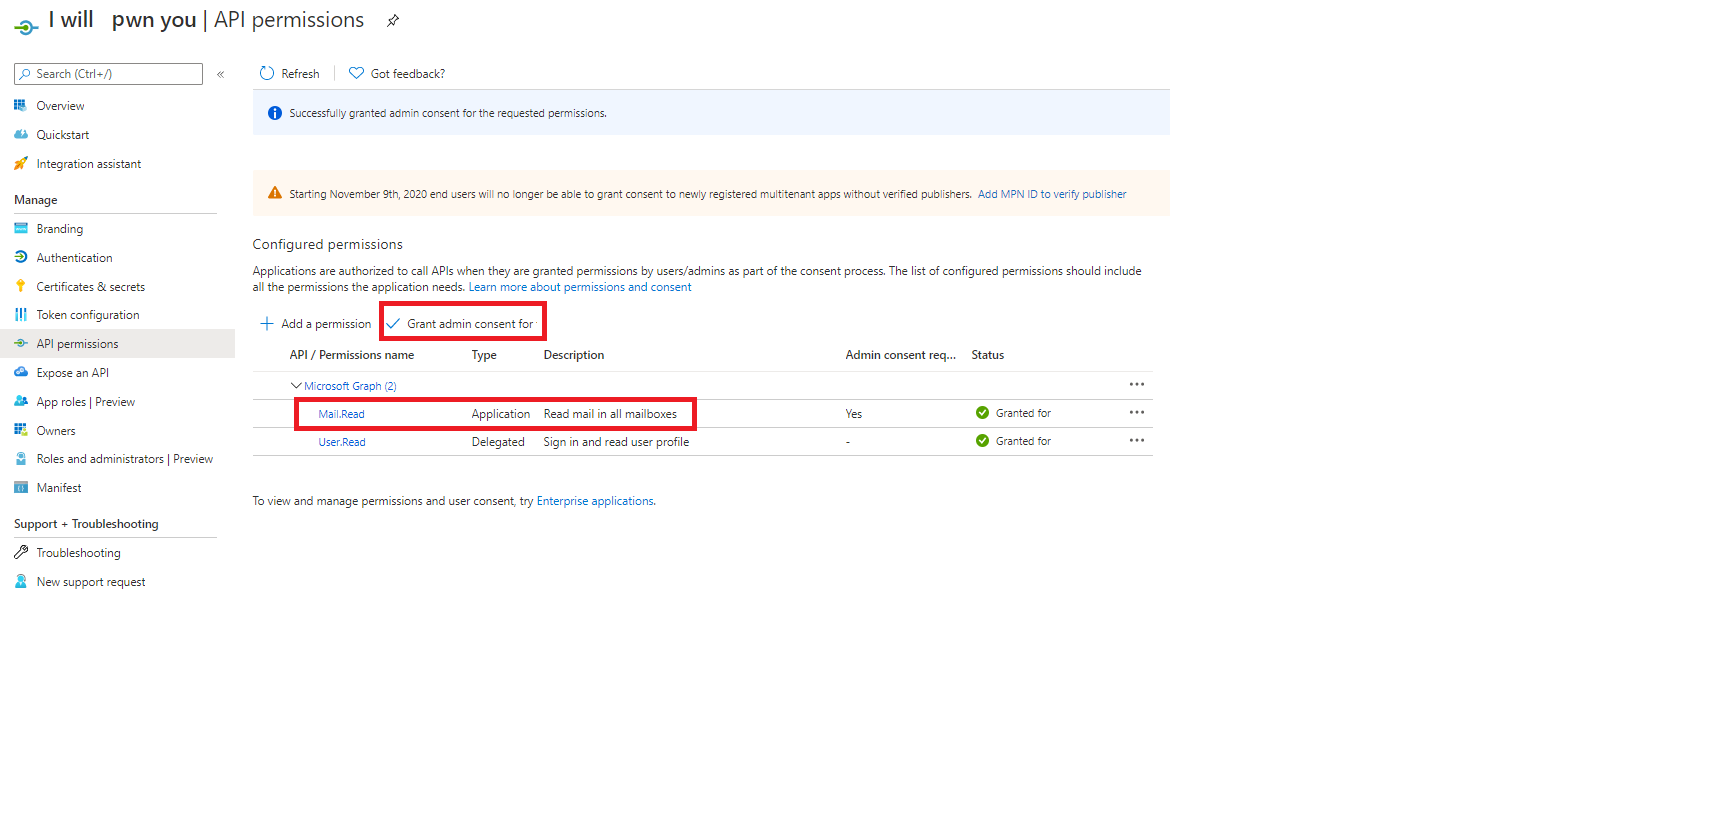 I will pwn you | API permissions
Search (Ctrl+/)
«
Overview
Quickstart
Integration assistant
Manage
Branding
Authentication
Certificates & secrets
Token configuration
API permissions
Expose an API
App roles | Preview
Owners
Roles and administrators | Preview
Manifest
Support + Troubleshooting
Troubleshooting
New support request
Refresh
Got feedback?
Successfully granted admin consent for the requested permissions.
Starting November 9th, 2020 end users will no longer be able to grant consent to newly registered multitenant apps without verified publishers. Add MPN ID to verify publisher
Configured permissions
Applications are authorized to call APIs when they are granted permissions by users/admins as part of the consent process. The list of configured permissions should include
all the permissions the application needs. Learn more about permissions and consent
Add a permission Grant admin consent for
API / Permissions name Type Description Admin consent req... Status
Microsoft Graph (2) ...
Mail.Read Application Read mail in all mailboxes Yes Granted for ...
User.Read Delegated Sign in and read user profile - Granted for ...
To view and manage permissions and user consent, try Enterprise applications.